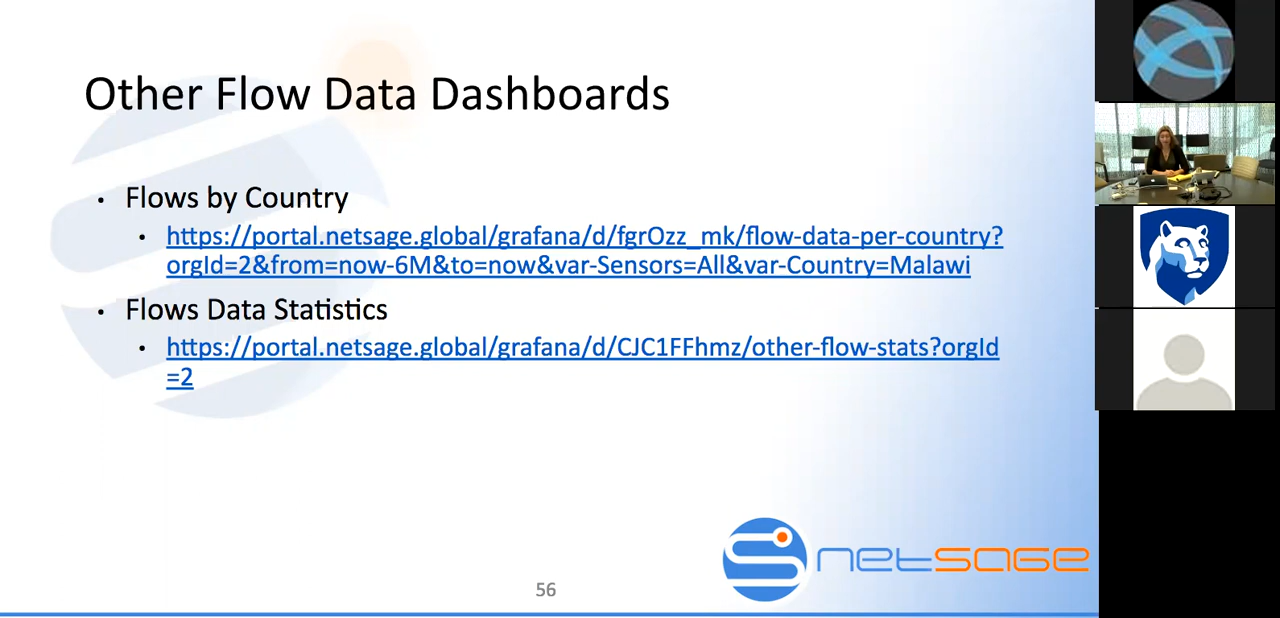 Other Flow Data Dashboards
• Flows by Country
• https://portal.netsage.global/grafana/d/fgrOzz_mk/flow-data-per-country?
orgId=2&from=now-6M&to=now&var-Sensors=All&var-Country=Malawi
• Flows Data Statistics
• https://portal.netsage.global/grafana/d/CJC1FFhmz/other-flow-stats?orgId
=2
netsage
56